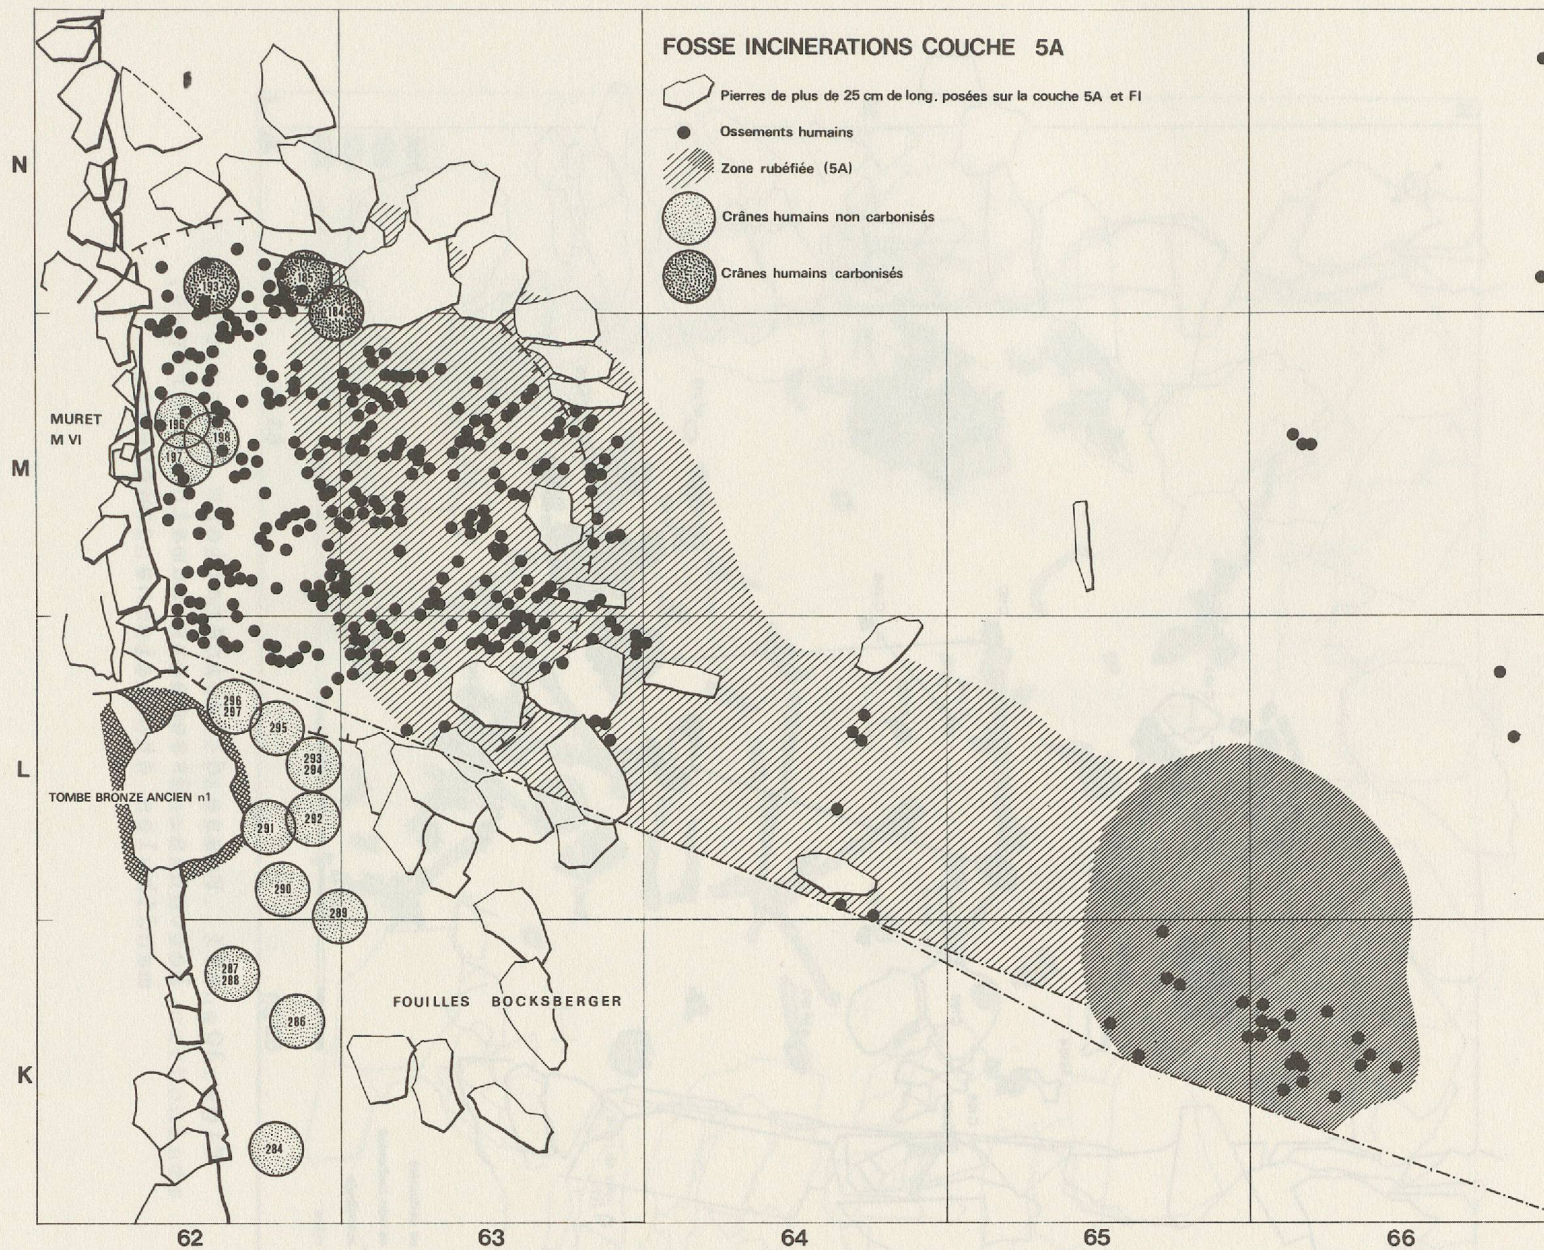 FOSSE INCINERATIONS COUCHE 5A
Pierres de plus de 25 cm de long, posées sur la couche 5A et FI
Ossements humains
Zone rubéfiée (5A)
Crânes humains non carbonisés
Crânes humains carbonisés
N
193
185
184
MURET
M VI
196
198
197
M
296
297
295
293
294
L
TOMBE BRONZE ANCIEN n1
291
292
290
289
287
288
FOUILLES BOCKSBERGER
286
K
284
62 63 64 65 66